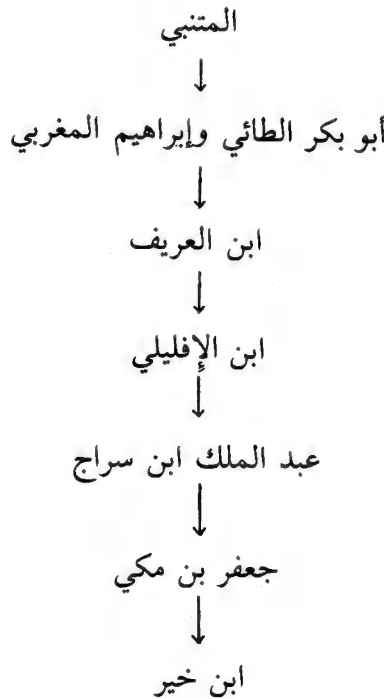 المتنبي
أبو بكر الطائي وإبراهيم المغربي
ابن العريف
ابن الإفليلي
عبد الملك ابن سراج
جعفر بن مكي
ابن خير